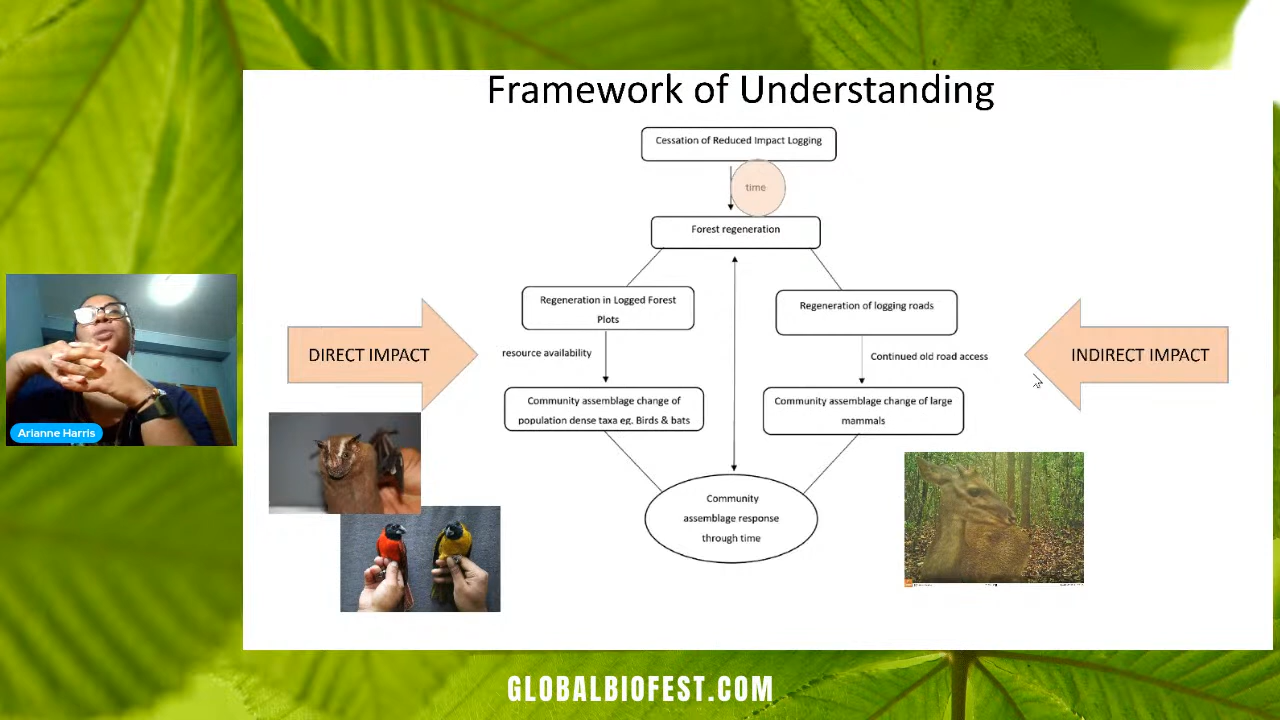 Framework of Understanding
Cessation of Reduced Impact Logging
time
Forest regeneration
Regeneration in Logged Forest
Plots
Regeneration of logging roads
DIRECT IMPACT
resource availability
Continued old road access
INDIRECT IMPACT
Community assemblage change of
population dense taxa eg. Birds & bats
Community assemblage change of large
mammals
Community
assemblage response
through time
Arianne Harris
GLOBALBIOFEST.COM